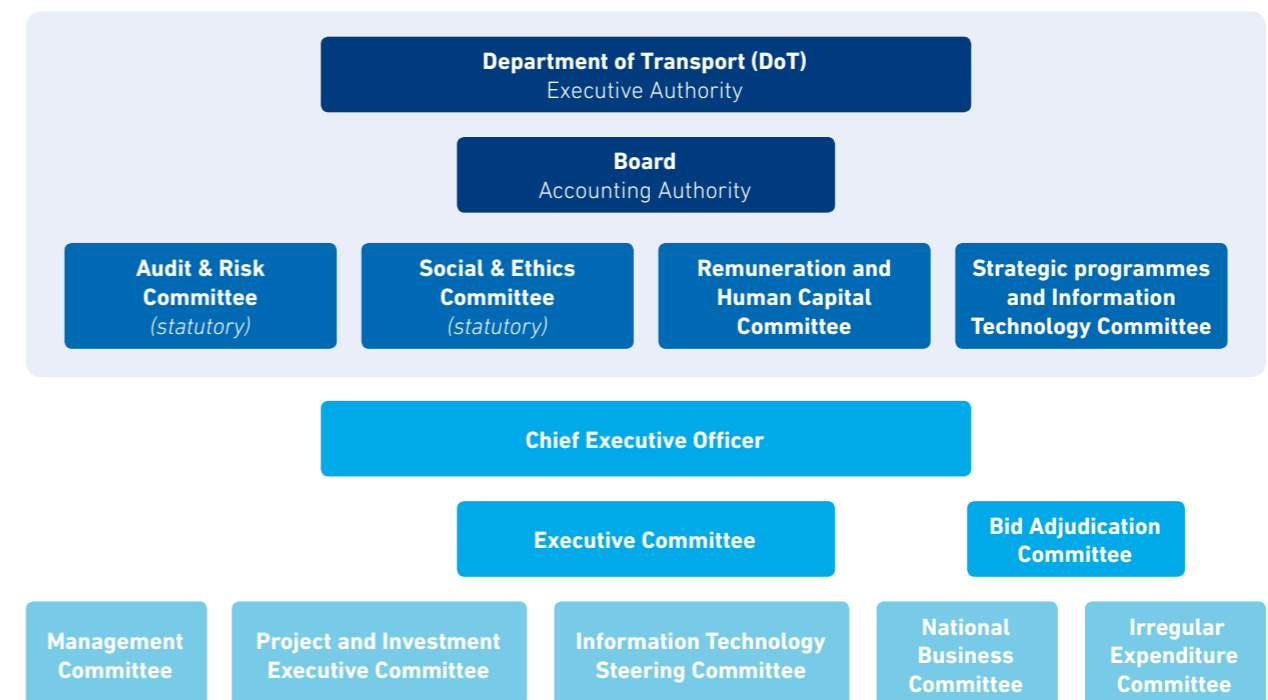 Department of Transport (DoT)
Executive Authority
Board
Accounting Authority
Audit & Risk
Committee
(statutory)
Social & Ethics
Committee
(statutory)
Remuneration and
Human Capital
Committee
Strategic programmes
and Information
Technology Committee
Chief Executive Officer
Executive Committee
Bid Adjudication
Committee
Management
Committee
Project and Investment
Executive Committee
Information Technology
Steering Committee
National
Business
Committee
Irregular
Expenditure
Committee